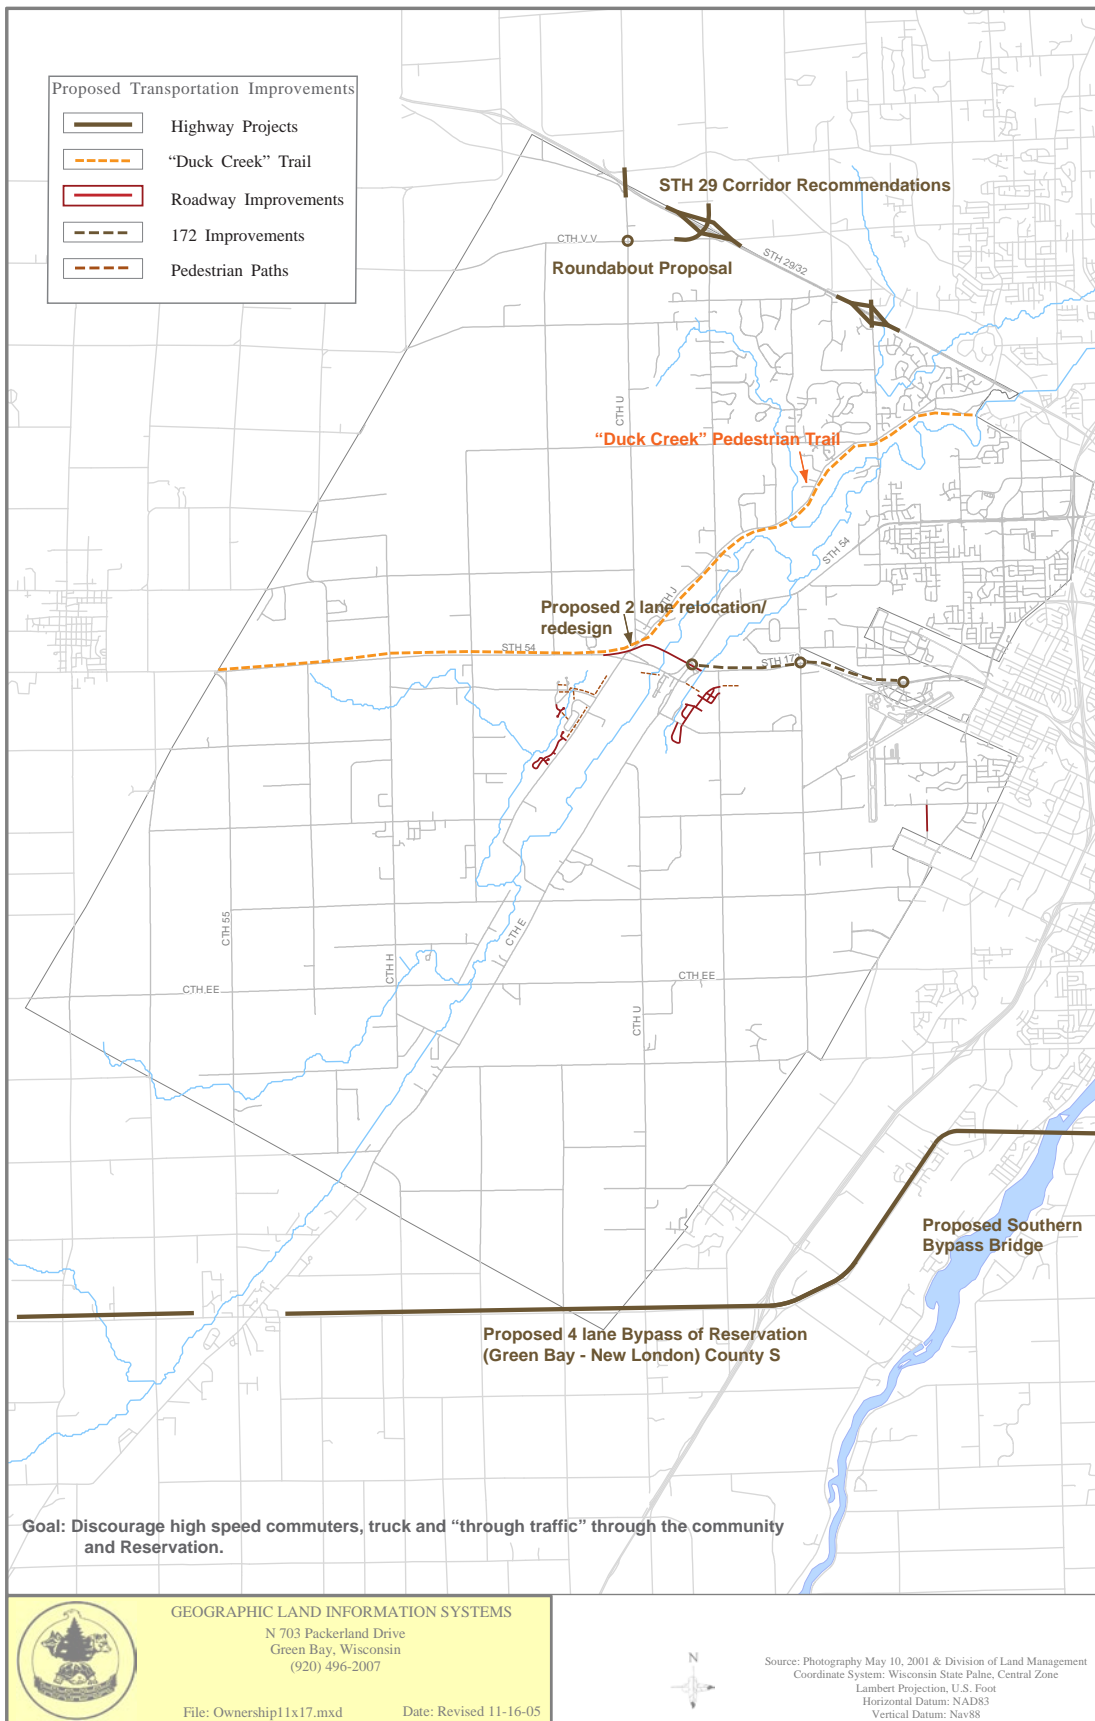 Proposed Transportation Improvements
Highway Projects
“Duck Creek” Trail
Roadway Improvements
172 Improvements
Pedestrian Paths
STH 29 Corridor Recommendations
CTH V V
STH 29/32
Roundabout Proposal
CTH U
“Duck Creek” Pedestrian Trail
STH 54
Proposed 2 lane relocation/
redesign
STH 54
STH 17
CTH 55
CTH H
CTH E
CTH EE
CTH EE
CTH U
Proposed Southern
Bypass Bridge
Proposed 4 lane Bypass of Reservation
(Green Bay - New London) County S
Goal: Discourage high speed commuters, truck and “through traffic” through the community
and Reservation.
GEOGRAPHIC LAND INFORMATION SYSTEMS
N 703 Packerland Drive
Green Bay, Wisconsin
(920) 496-2007
File: Ownership11x17.mxd Date: Revised 11-16-05
N
Source: Photography May 10, 2001 & Division of Land Management
Coordinate System: Wisconsin State Palne, Central Zone
Lambert Projection, U.S. Foot
Horizontal Datum: NAD83
Vertical Datum: Nav88